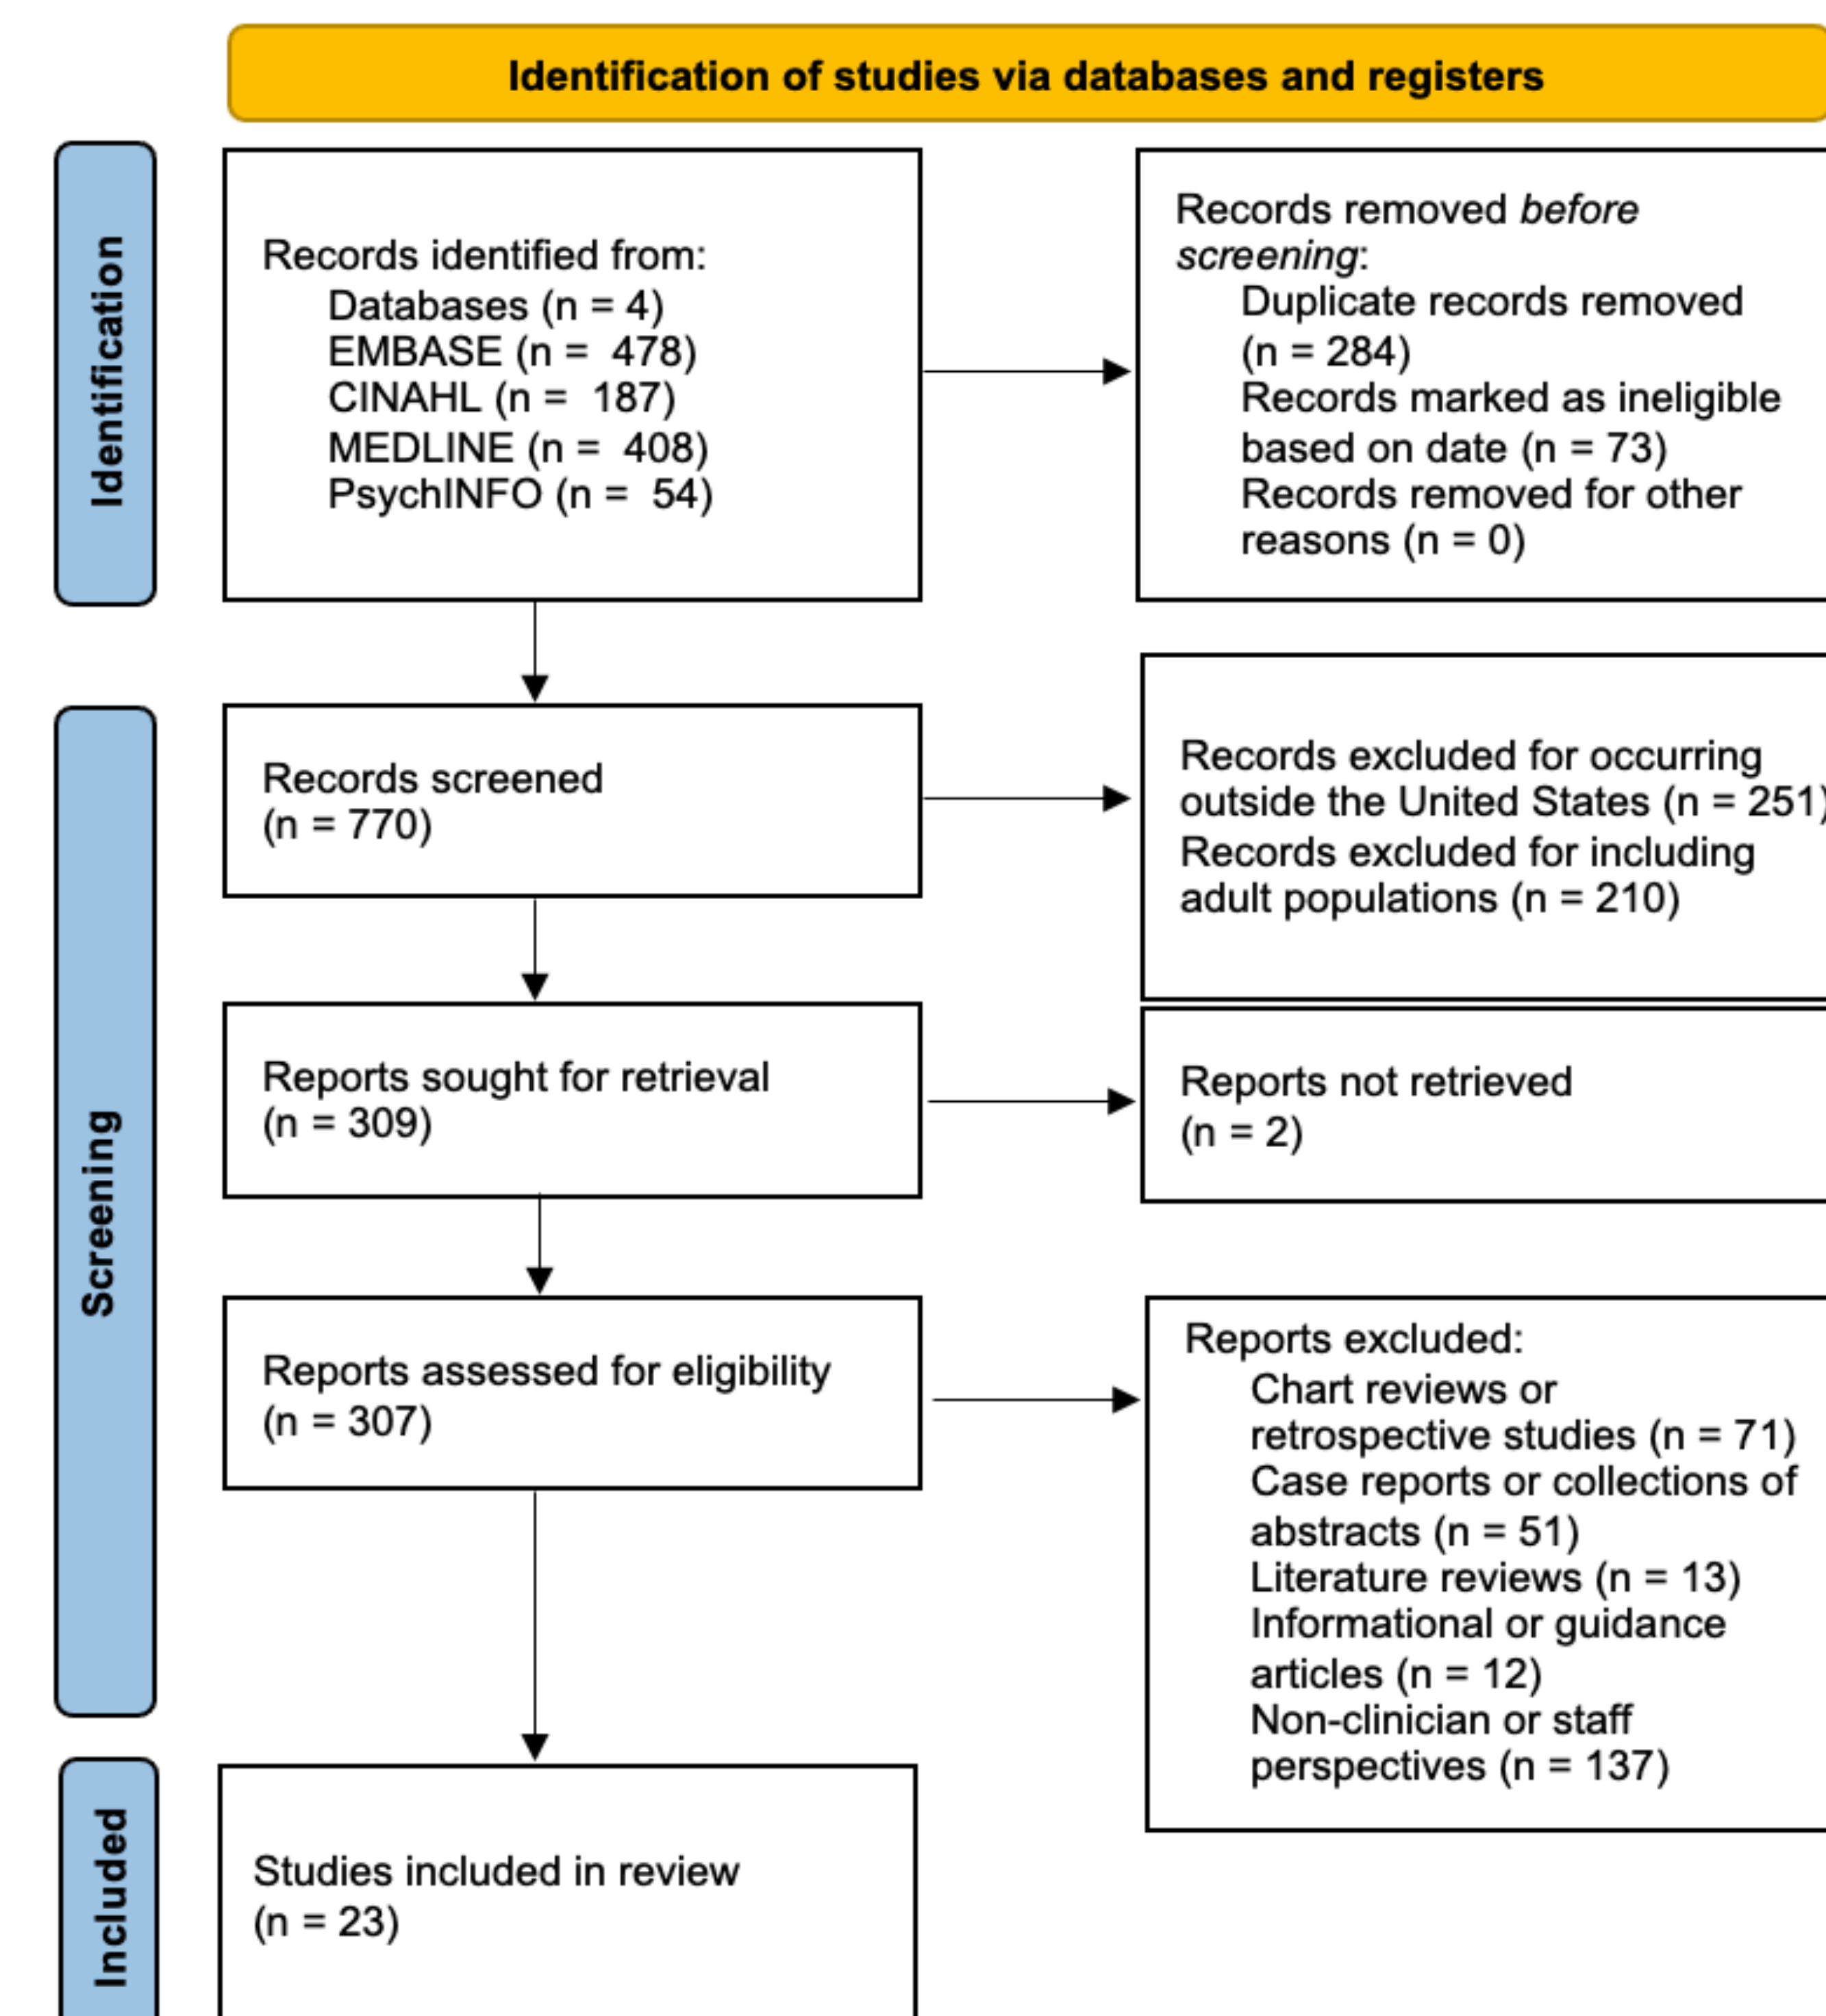 Identification of studies via databases and registers
Identification
Records identified from:
Databases (n = 4)
EMBASE (n =  478)
CINAHL (n =  187)
MEDLINE (n =  408)
PsychINFO (n =  54)
Records removed before
screening:
Duplicate records removed
(n = 284)
Records marked as ineligible
based on date (n = 73)
Records removed for other
reasons (n = 0)
Screening
Records screened
(n = 770)
Records excluded for occurring
outside the United States (n = 251)
Records excluded for including
adult populations (n = 210)
Reports sought for retrieval
(n = 309)
Reports not retrieved
(n = 2)
Reports assessed for eligibility
(n = 307)
Reports excluded:
Chart reviews or
retrospective studies (n = 71)
Case reports or collections of
abstracts (n = 51)
Literature reviews (n = 13)
Informational or guidance
articles (n = 12)
Non-clinician or staff
perspectives (n = 137)
Included
Studies included in review
(n = 23)